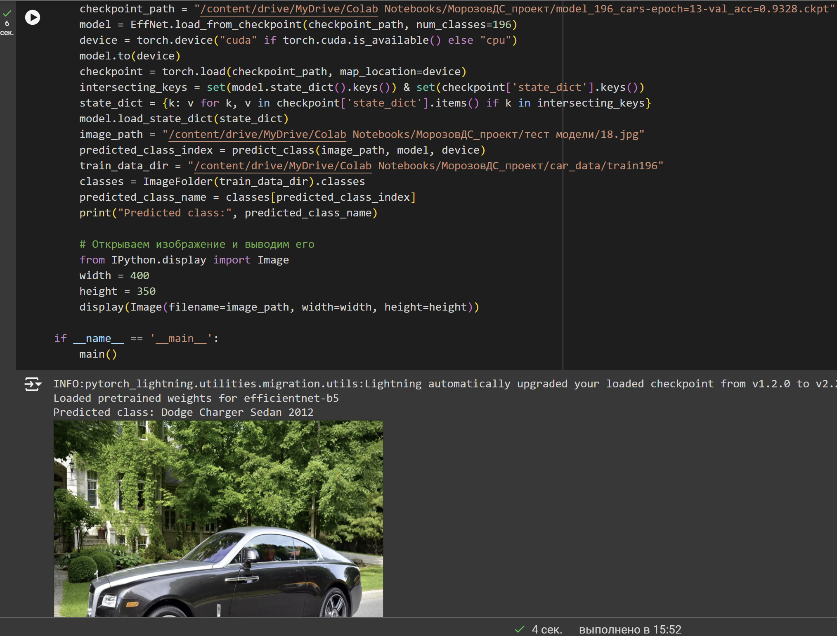 checkpoint_path = "/content/drive/MyDrive/Colab Notebooks/МорозовДС_проект/model_196_cars-epoch=13-val_acc=0.9328.ckpt"
model = EffNet.load_from_checkpoint(checkpoint_path, num_classes=196)
6
device = torch.device("cuda" if torch.cuda.is_available() else "cpu")
сек.
model.to(device)
checkpoint = torch.load(checkpoint_path, map_location=device)
intersecting_keys = set(model.state_dict().keys()) & set(checkpoint['state_dict'].keys())
state_dict = {k: v for k, v in checkpoint['state_dict'].items() if k in intersecting_keys}
model.load_state_dict(state_dict)
image_path = "/content/drive/MyDrive/Colab Notebooks/МорозовДС_проект/тест модели/18.jpg"
predicted_class_index = predict_class(image_path, model, device)
train_data_dir = "/content/drive/MyDrive/Colab Notebooks/МорозовДС_проект/car_data/train196"
classes = ImageFolder(train_data_dir).classes
predicted_class_name = classes[predicted_class_index]
print("Predicted class:", predicted_class_name)
# Открываем изображение и выводим его
from IPython.display import Image
width = 400
height = 350
display(Image(filename=image_path, width=width, height=height))
if __name__ == '__main__':
main()
INFO:pytorch_lightning.utilities.migration.utils:Lightning automatically upgraded your loaded checkpoint from v1.2.0 to v2.
Loaded pretrained weights for efficientnet-b5
Predicted class: Dodge Charger Sedan 2012
4 сек. выполнено в 15:52